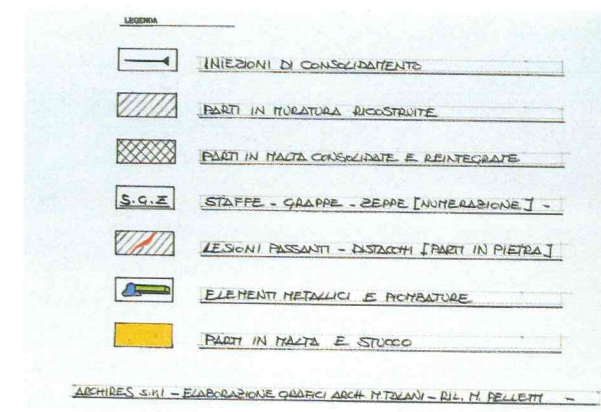 LEGENDA
INIEZIONI DI CONSOLIDAMENTO
PARTI IN MURATURA RICOSTRUITE
PARTI IN MALTA CONSOLIDATE E REINTEGRATE
S.G.Z STAFFE - GRAPPE - ZEPPE [NUMERAZIONE] -
LESIONI PASSANTI - DISTACCHI [PARTI IN PIETRA]
ELEMENTI METALLICI E PIOMBATURE
PARTI IN MALTA E STUCCO
ARCHIRES s.r.l - ELABORAZIONE GRAFICI ARCH. M. TALANI - RIL. M. PELLETTI -